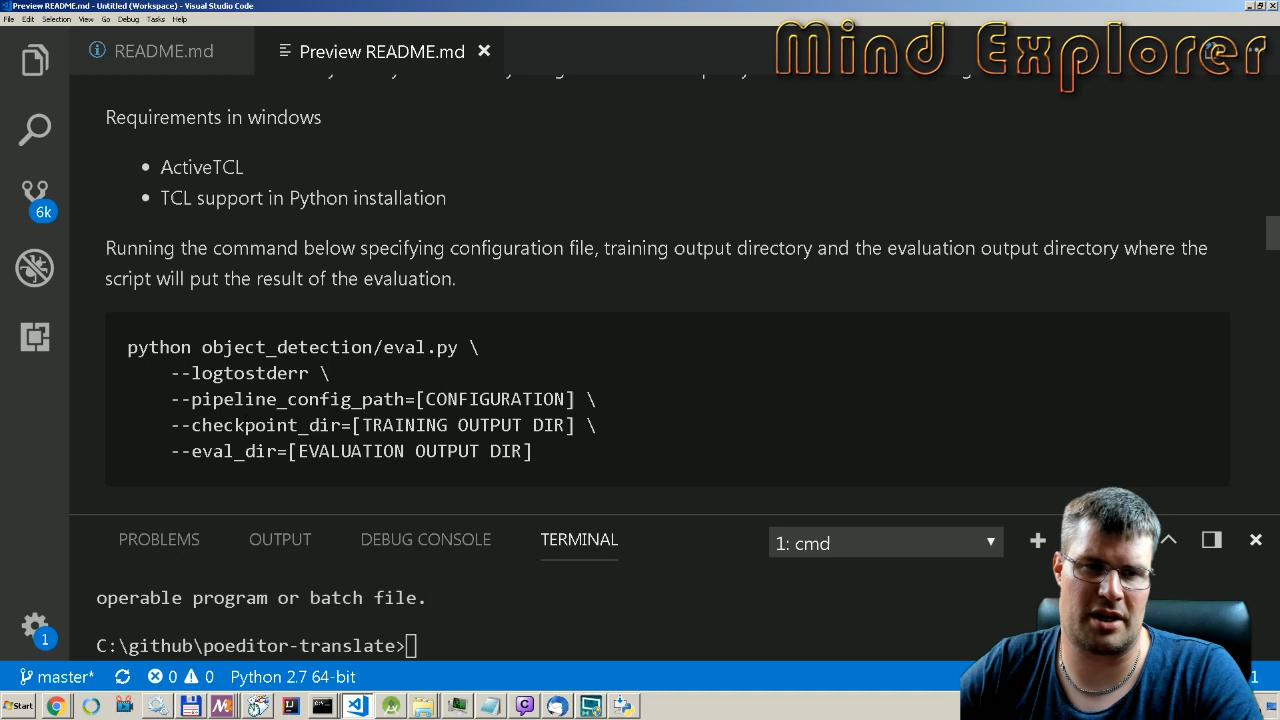 Preview README.md - Untitled (Workspace) - Visual Studio Code
File Edit Selection View Go Debug Tasks Help
README.md
Preview README.md
Mind Explorer
Requirements in windows
• ActiveTCL
• TCL support in Python installation
Running the command below specifying configuration file, training output directory and the evaluation output directory where the
script will put the result of the evaluation.
python object_detection/eval.py \
--logtostderr \
--pipeline_config_path=[CONFIGURATION] \
--checkpoint_dir=[TRAINING OUTPUT DIR] \
--eval_dir=[EVALUATION OUTPUT DIR]
6k
PROBLEMS OUTPUT DEBUG CONSOLE TERMINAL
1: cmd
operable program or batch file.
C:\github\poeditor-translate>
1
master* 0 0 Python 2.7 64-bit
1
Start